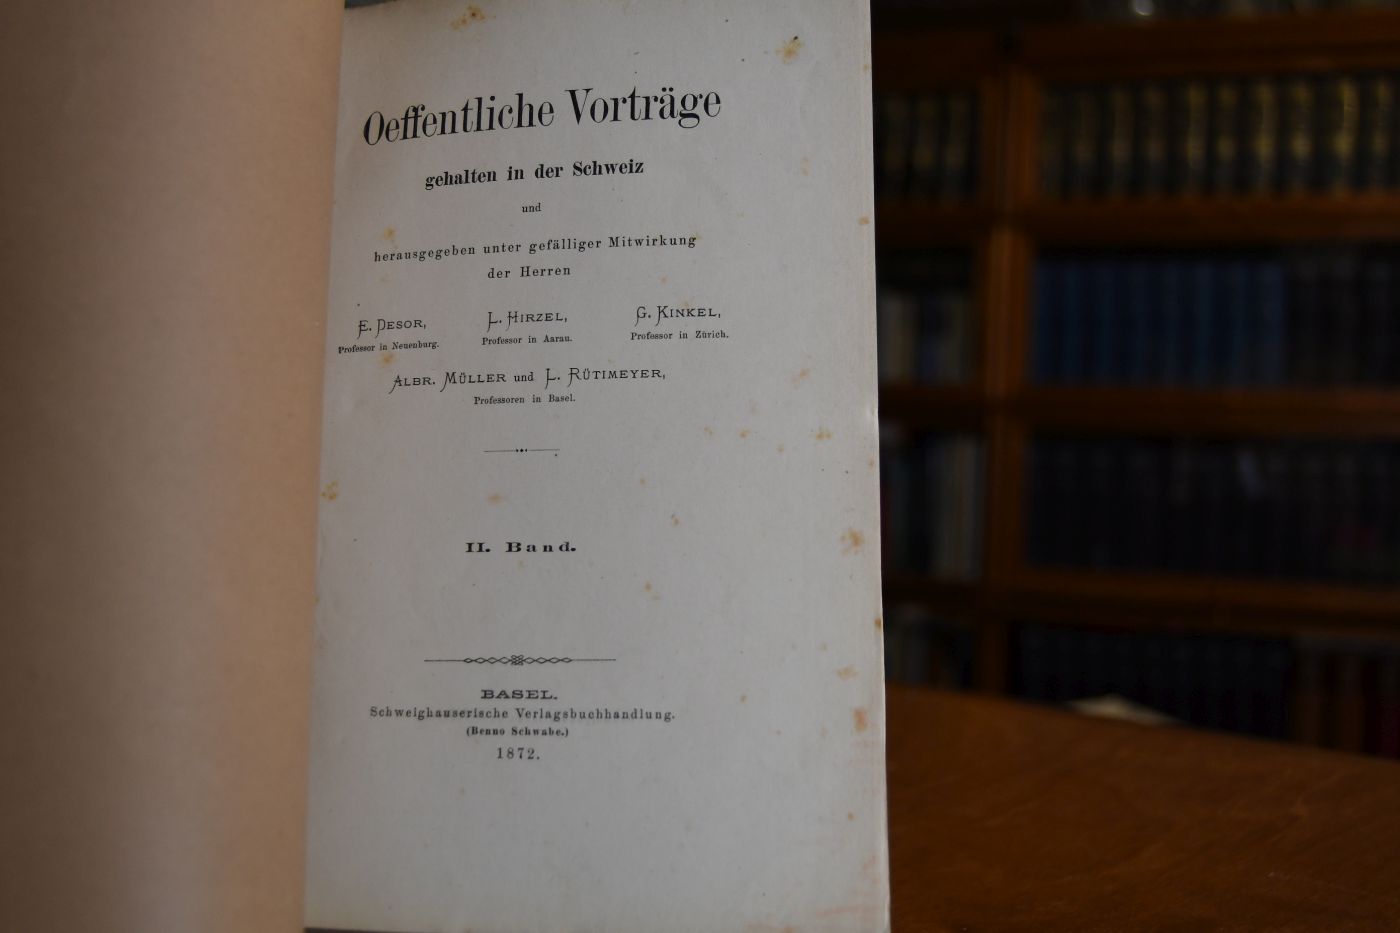 Oeffentliche Vorträge
gehalten in der Schweiz
und
herausgegeben unter gefälliger Mitwirkung
der Herren
E. DESOR, L. HIRZEL, G. KINKEL,
Professor in Neuenburg. Professor in Aarau. Professor in Zürich.
ALBR. MÜLLER und L. RÜTIMEYER,
Professoren in Basel.
II. Band.
BASEL.
Schweighauserische Verlagsbuchhandlung.
(Benno Schwabe.)
1872.